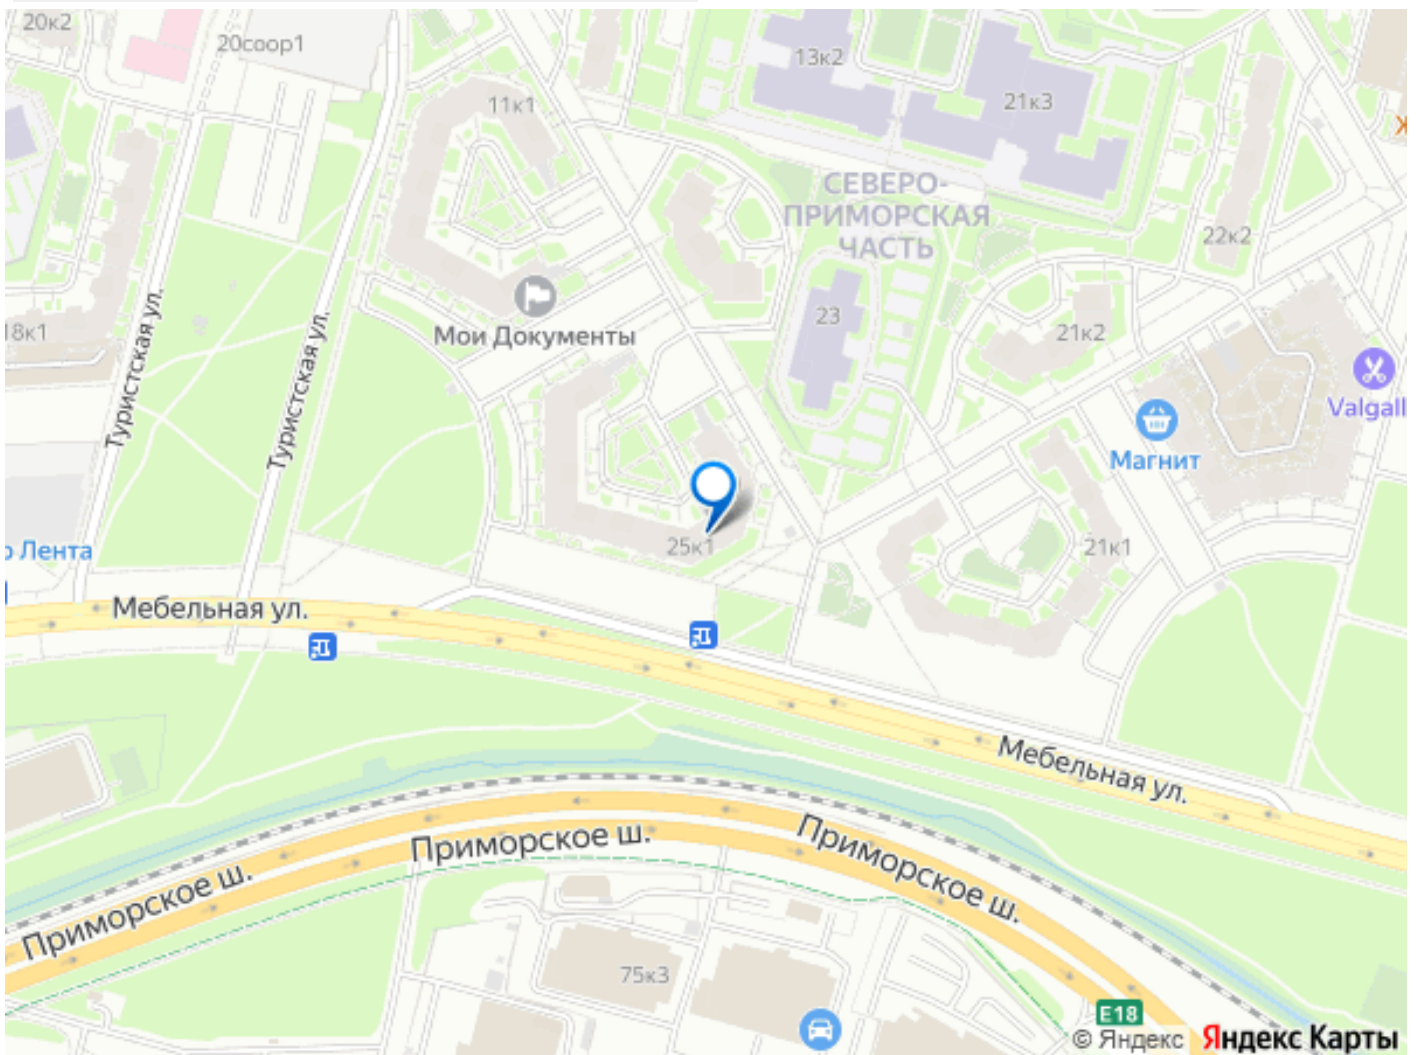 20к2
20соор1
13к2
11к1
21к3
Ж
СЕВЕРО-
ПРИМОРСКАЯ
ЧАСТЬ
22к2
23
18к1
Мои Документы
21к2
Туристская ул.
Туристская ул.
Valgall
Магнит
о Лента
25к1
21к1
Мебельная ул.
Мебельная ул.
Приморское ш.
Приморское ш.
Приморское ш.
75к3
E18
© Яндекс Яндекс Карты